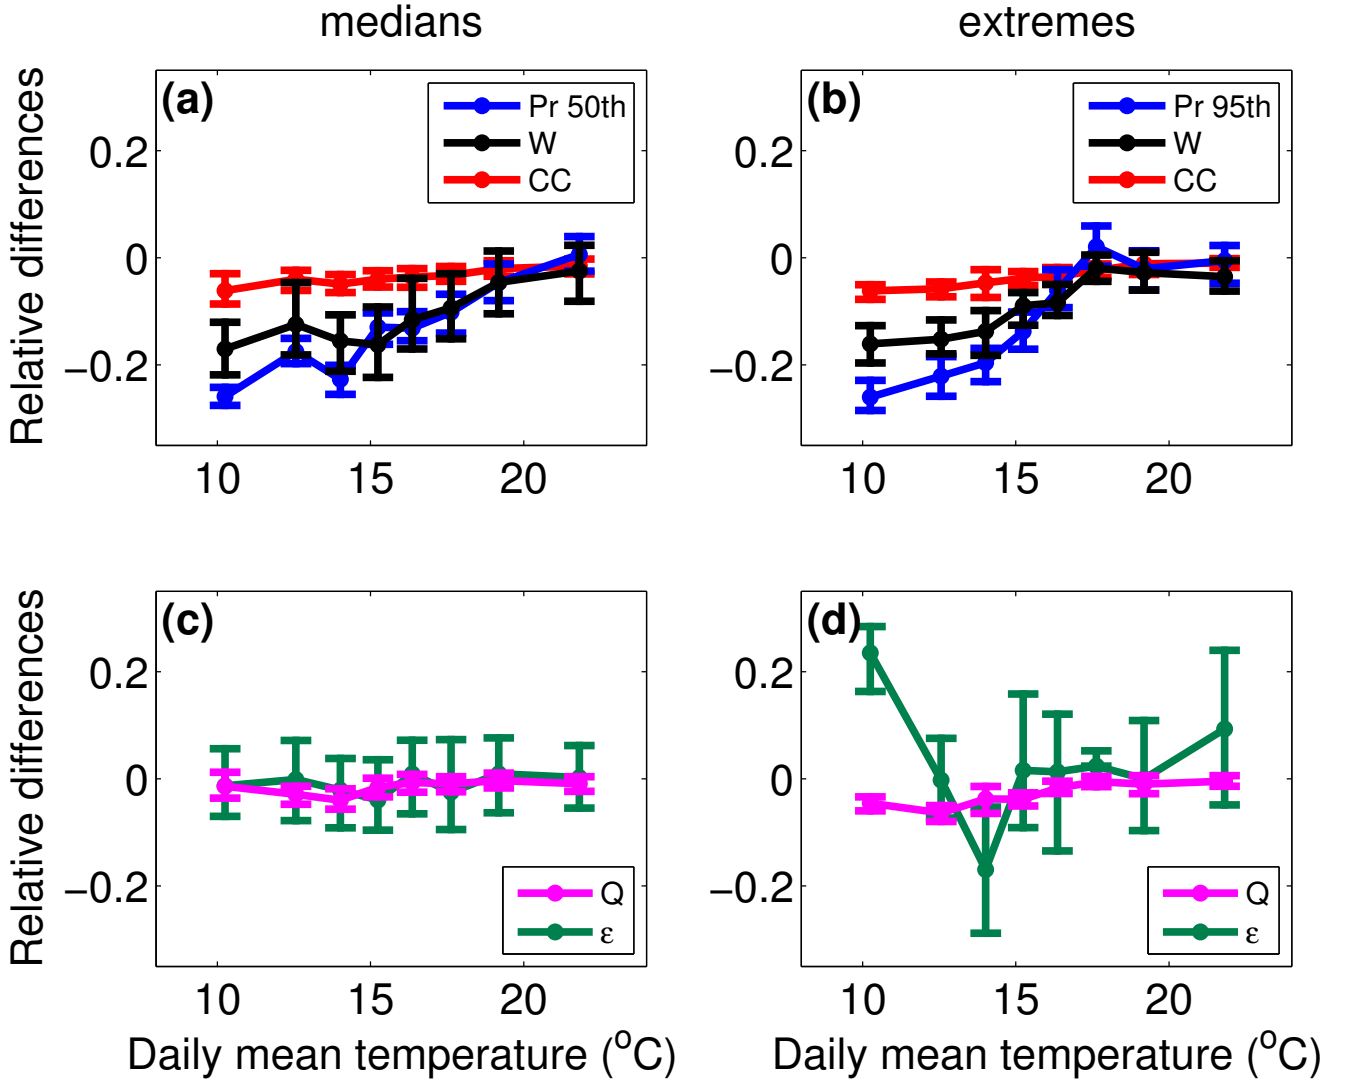 medians
extremes
(a)
Pr 50th
W
CC
0.2
0
−0.2
Relative differences
10 15 20
(b)
Pr 95th
W
CC
0.2
0
−0.2
10 15 20
(c)
0.2
0
−0.2
Relative differences
Q
ε
10 15 20
Daily mean temperature (°C)
(d)
0.2
0
−0.2
Q
ε
10 15 20
Daily mean temperature (°C)